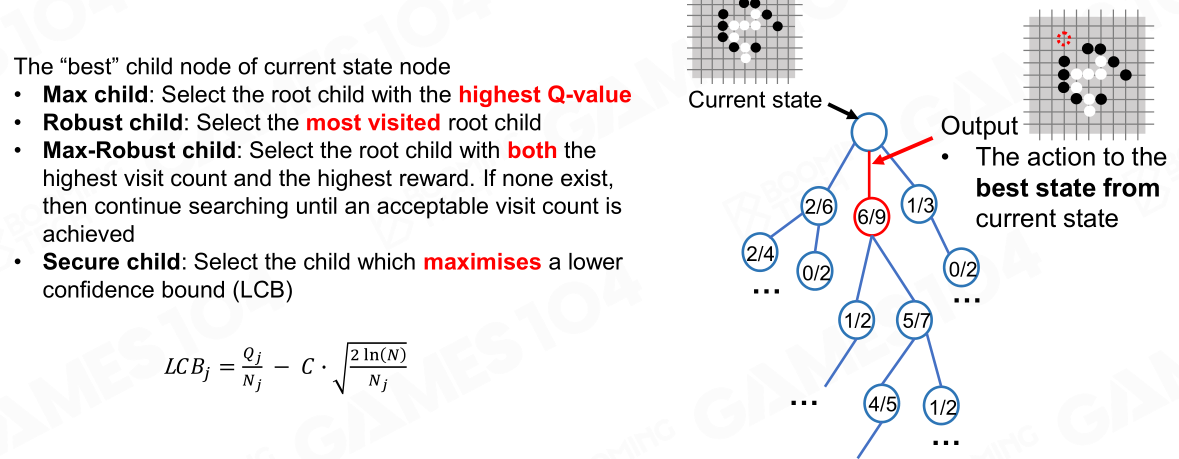 The “best” child node of current state node
• Max child: Select the root child with the highest Q-value
• Robust child: Select the most visited root child
• Max-Robust child: Select the root child with both the
highest visit count and the highest reward. If none exist,
then continue searching until an acceptable visit count is
achieved
• Secure child: Select the child which maximises a lower
confidence bound (LCB)
LCB_j = Q_j/N_j − C · √(2 ln(N)/N_j)
Current state
Output
• The action to the
best state from
current state
2/6
6/9
1/3
2/4
0/2
0/2
...
...
1/2
5/7
...
4/5
1/2
...
GAMES104